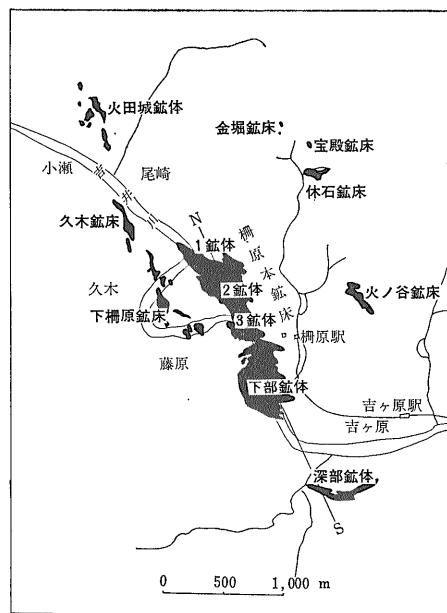 火田城鉱体
金堀鉱床
宝殿鉱床
小瀬
尾崎
休石鉱床
吉井川
久木鉱床
N
柵原本鉱床
1鉱体
久木
2鉱体
火ノ谷鉱床
下柵原鉱床
3鉱体
柵原駅
藤原
下部鉱体
吉ヶ原駅
吉ヶ原
深部鉱体
S
0 500 1,000 m